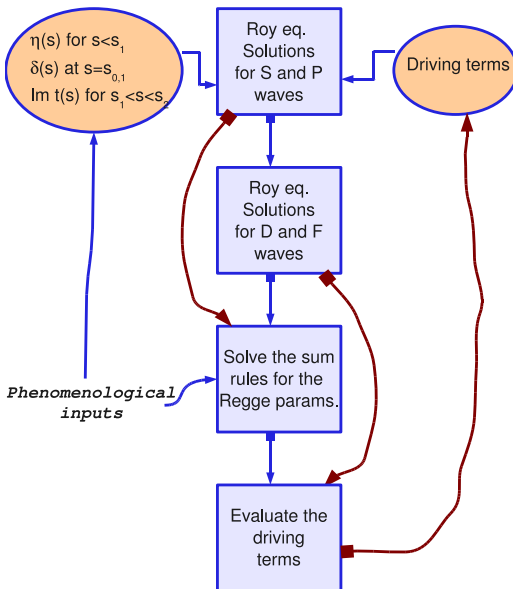 η(s) for s<s₁
δ(s) at s=s₀,₁
Im t(s) for s₁<s<s₂
Roy eq.
Solutions
for S and P
waves
Driving terms
Roy eq.
Solutions
for D and F
waves
Solve the sum
rules for the
Regge params.
Phenomenological
inputs
Evaluate the
driving
terms